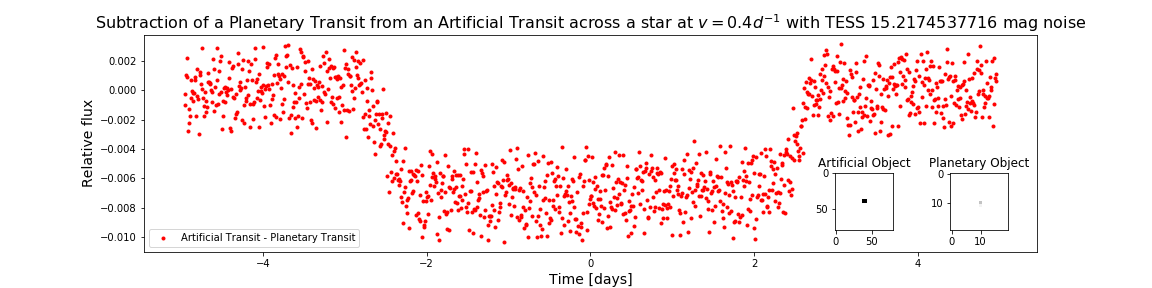 Subtraction of a Planetary Transit from an Artificial Transit across a star at v = 0.4d⁻¹ with TESS 15.2174537716 mag noise
Relative flux
0.002
0.000
−0.002
−0.004
−0.006
−0.008
−0.010
Artificial Object
0
50
0 50
Planetary Object
0
10
0 10
Artificial Transit - Planetary Transit
−4 −2 0 2 4
Time [days]